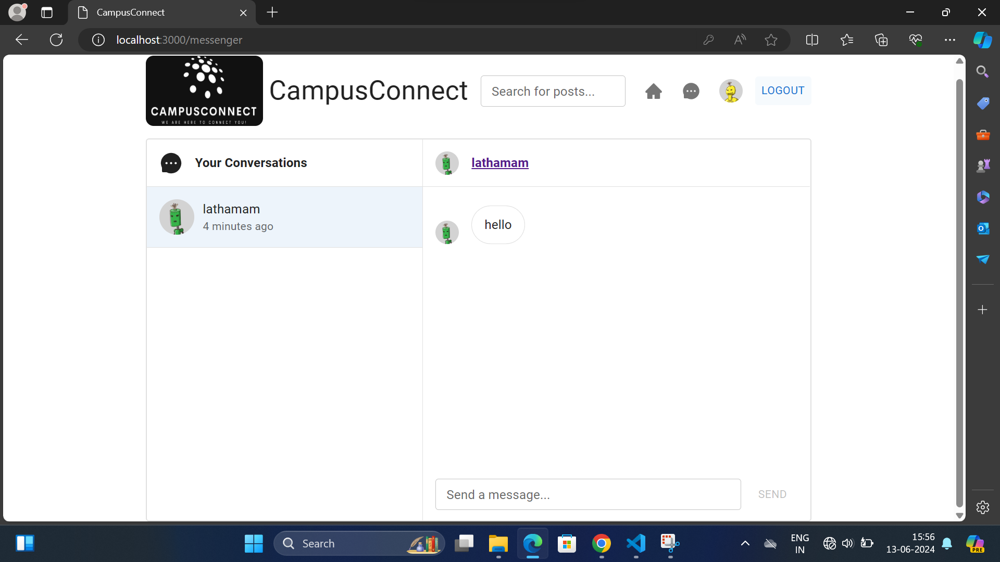 CampusConnect
localhost:3000/messenger
CAMPUSCONNECT
WE ARE HERE TO CONNECT YOU!
CampusConnect
Search for posts...
LOGOUT
Your Conversations
lathamam
lathamam
4 minutes ago
hello
Send a message...
SEND
Search
ENG
IN
15:56
13-06-2024
PRE